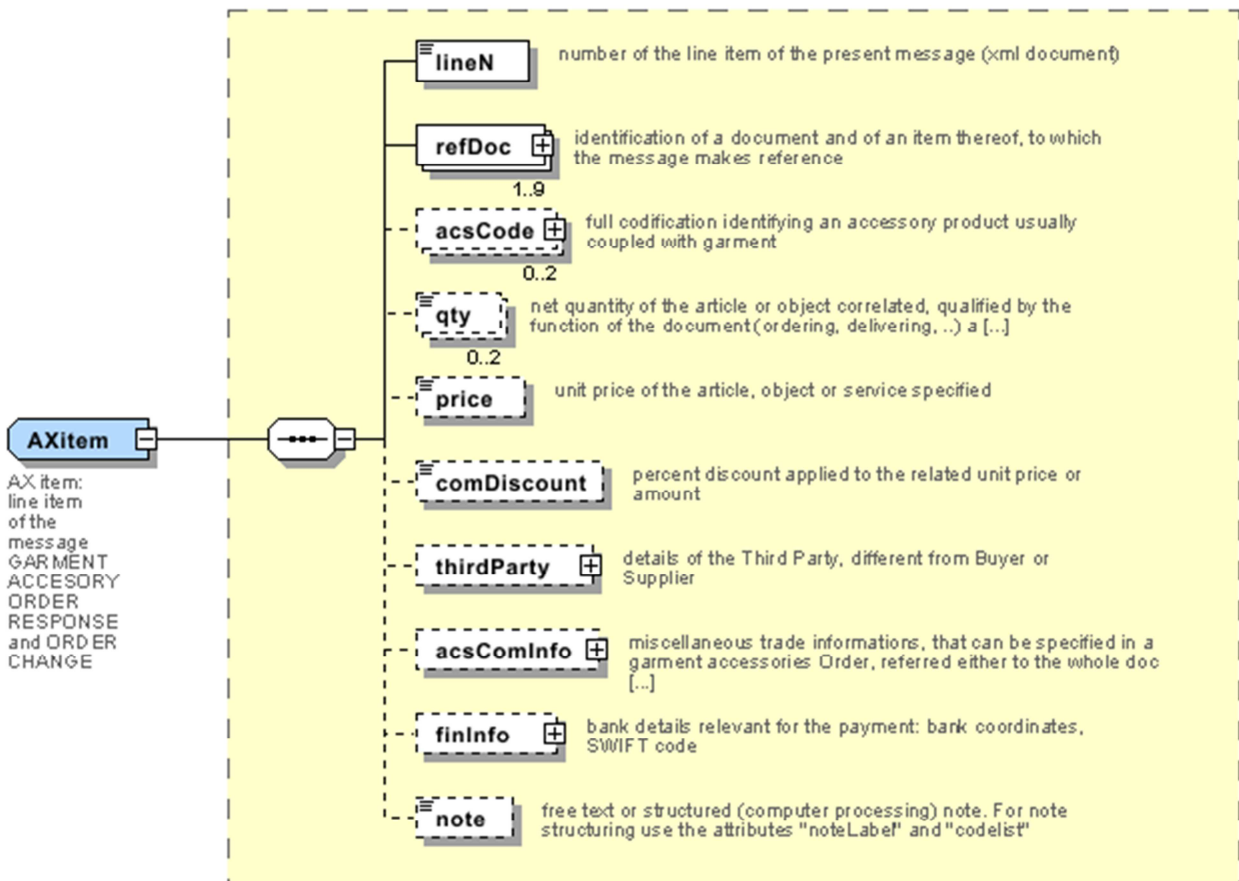 lineN
number of the line item of the present message (xml document)
refDoc
identification of a document and of an item thereof, to which
the message makes reference
1..9
acsCode
full codification identifying an accessory product usually
coupled with garment
0..2
qty
net quantity of the article or object correlated, qualified by the
function of the document (ordering, delivering, ..) a [...]
0..2
price
unit price of the article, object or service specified
AXitem
AX item:
line item
of the
message
GARMENT
ACCESORY
ORDER
RESPONSE
and ORDER
CHANGE
comDiscount
percent discount applied to the related unit price or
amount
thirdParty
details of the Third Party, different from Buyer or
Supplier
acsComInfo
miscellaneous trade informations, that can be specified in a
garment accessories Order, referred either to the whole doc
[...]
finInfo
bank details relevant for the payment: bank coordinates,
SWIFT code
note
free text or structured (computer processing) note. For note
structuring use the attributes "noteLabel" and "codelist"